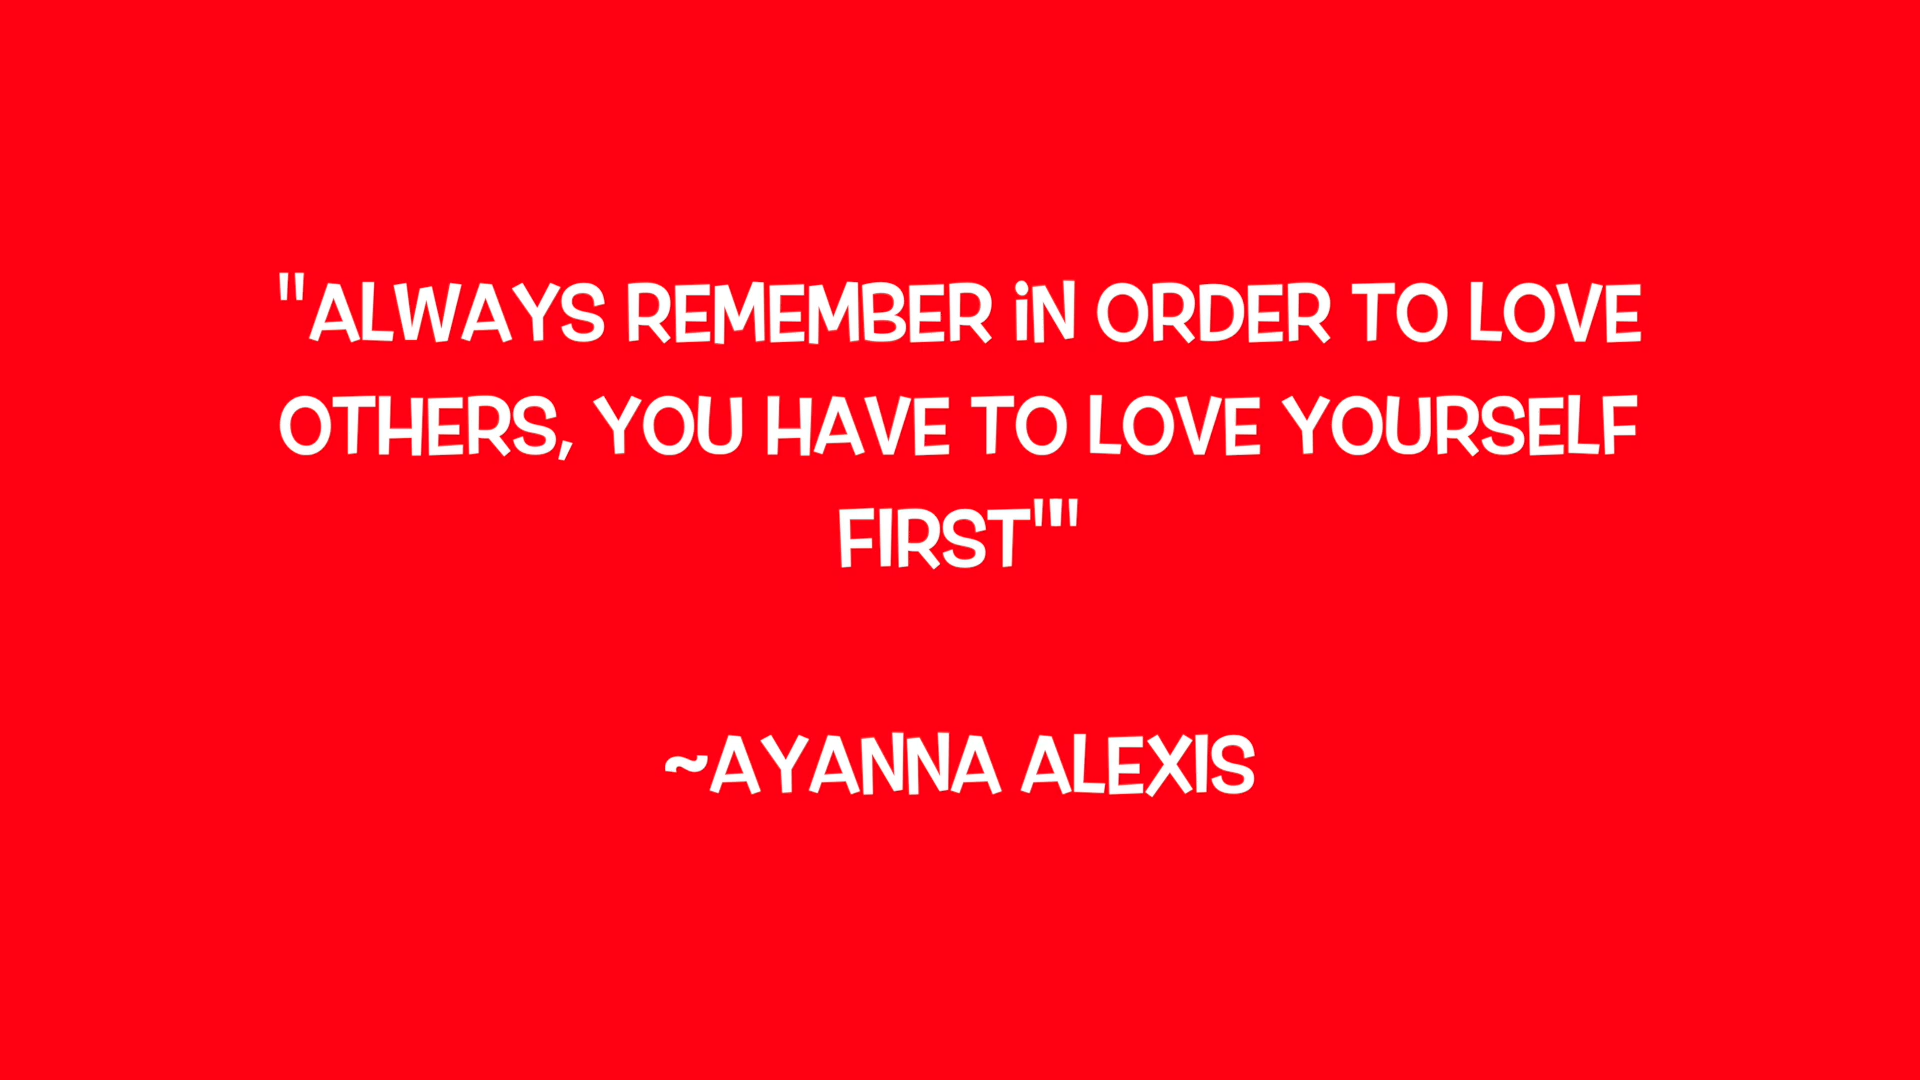 "ALWAYS REMEMBER iN ORDER TO LOVE
OTHERS, YOU HAVE TO LOVE YOURSELF
FIRST""
~AYANNA ALEXIS